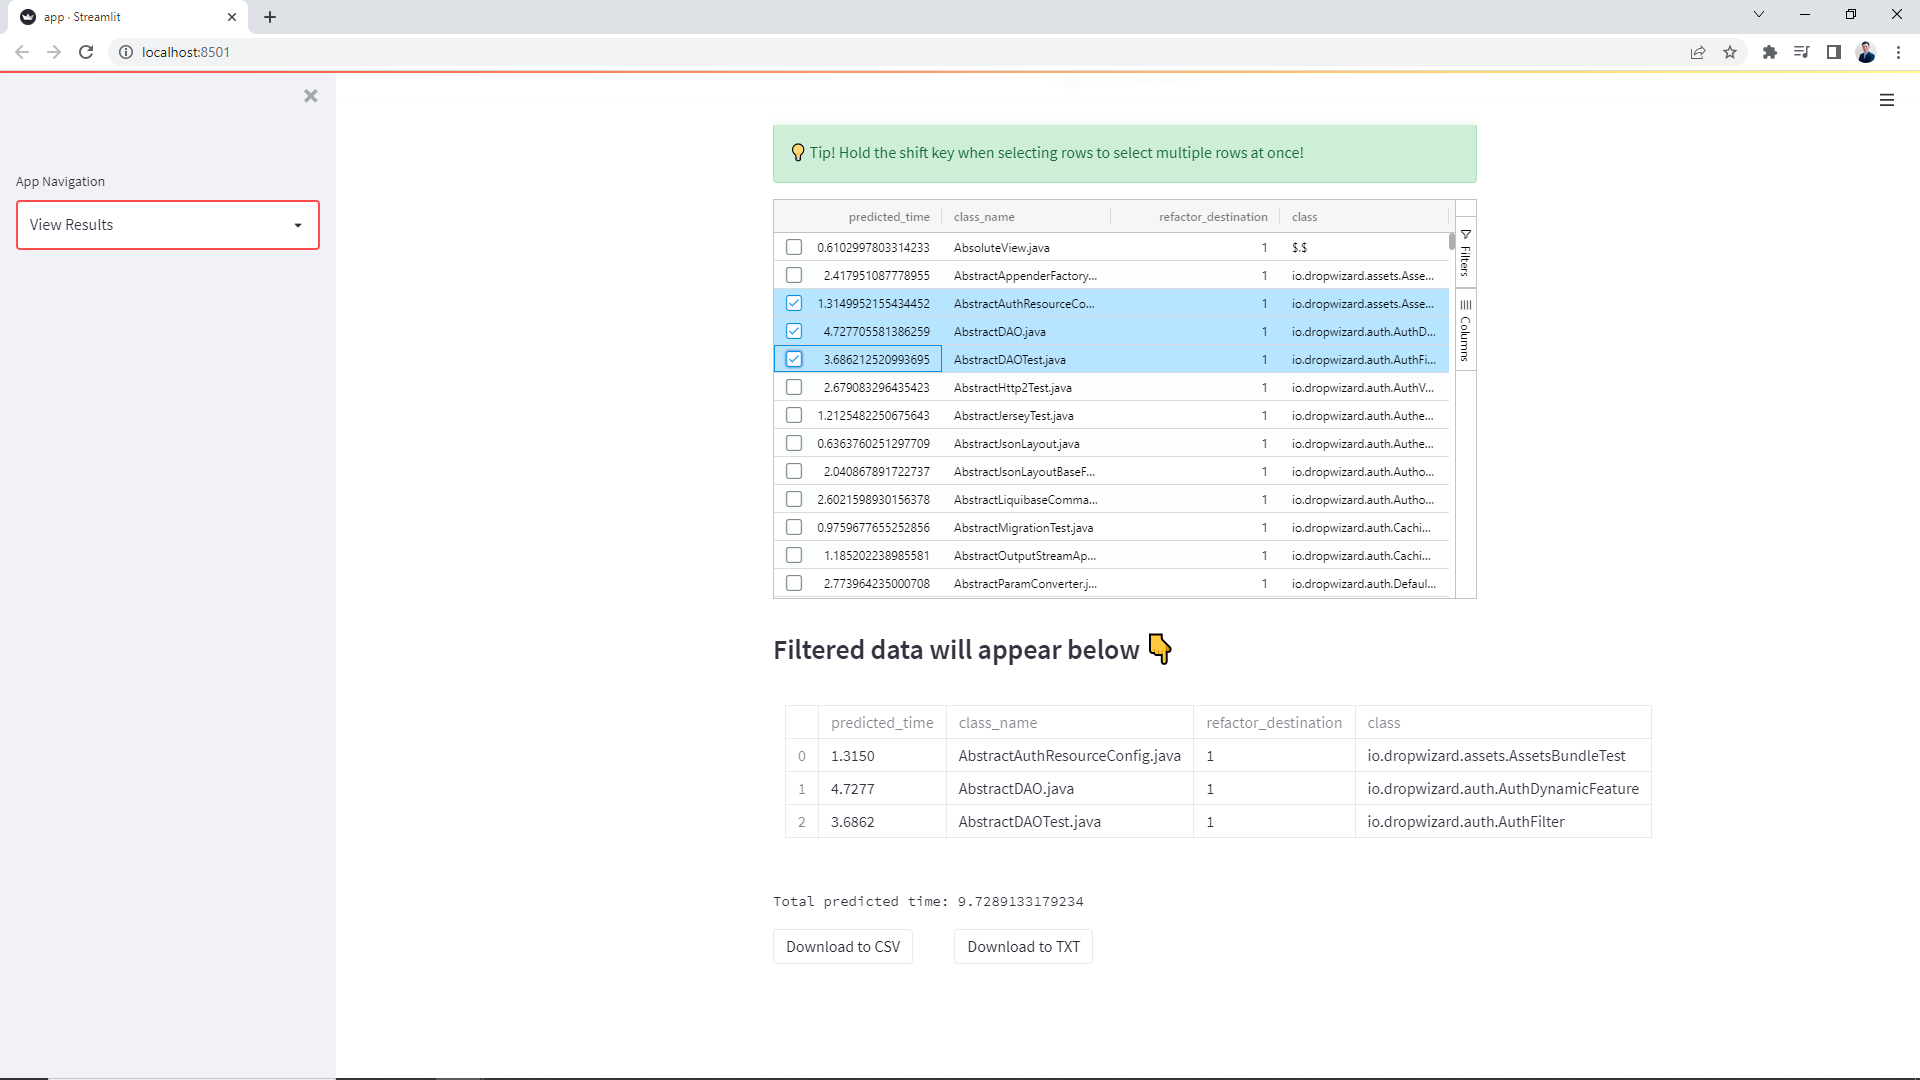 app · Streamlit
localhost:8501
App Navigation
View Results
Tip! Hold the shift key when selecting rows to select multiple rows at once!
predicted_time class_name refactor_destination class
0.6102997803314233 AbsoluteView.java 1 $.$
2.417951087778955 AbstractAppenderFactory... 1 io.dropwizard.assets.Asse...
1.3149952155434452 AbstractAuthResourceCo... 1 io.dropwizard.assets.Asse...
4.727705581386259 AbstractDAO.java 1 io.dropwizard.auth.AuthD...
3.686212520993695 AbstractDAOTest.java 1 io.dropwizard.auth.AuthFi...
2.679083296435423 AbstractHttp2Test.java 1 io.dropwizard.auth.AuthV...
1.2125482250675643 AbstractJerseyTest.java 1 io.dropwizard.auth.Authe...
0.6363760251297709 AbstractJsonLayout.java 1 io.dropwizard.auth.Authe...
2.040867891722737 AbstractJsonLayoutBaseF... 1 io.dropwizard.auth.Autho...
2.6021598930156378 AbstractLiquibaseComma... 1 io.dropwizard.auth.Autho...
0.9759677655252856 AbstractMigrationTest.java 1 io.dropwizard.auth.Cachi...
1.185202238985581 AbstractOutputStreamAp... 1 io.dropwizard.auth.Cachi...
2.773964235000708 AbstractParamConverter.j... 1 io.dropwizard.auth.Defaul...
Filters
Columns
Filtered data will appear below
predicted_time class_name refactor_destination class
0 1.3150 AbstractAuthResourceConfig.java 1 io.dropwizard.assets.AssetsBundleTest
1 4.7277 AbstractDAO.java 1 io.dropwizard.auth.AuthDynamicFeature
2 3.6862 AbstractDAOTest.java 1 io.dropwizard.auth.AuthFilter
Total predicted time: 9.7289133179234
Download to CSV Download to TXT